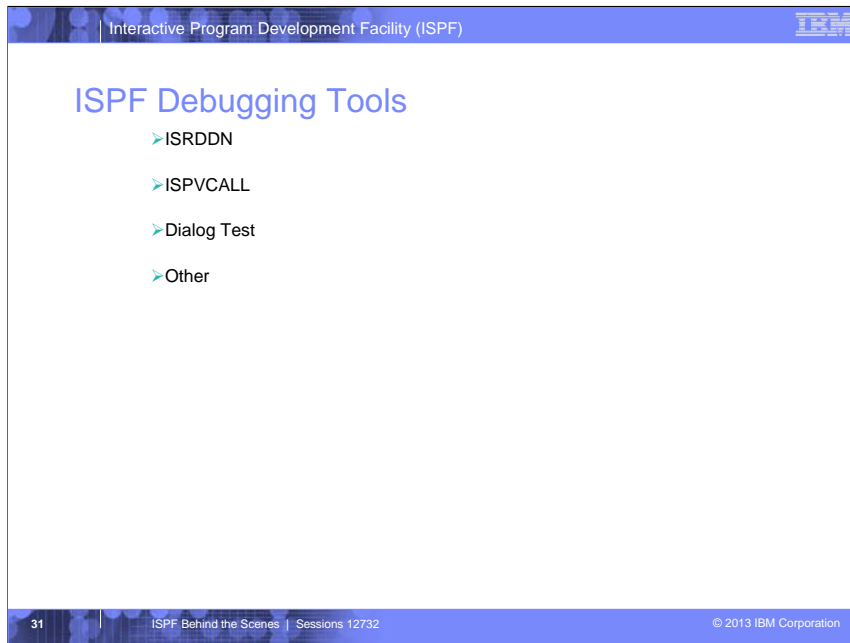 Interactive Program Development Facility (ISPF)
IBM
ISPF Debugging Tools
➢ISRDDN
➢ISPVCALL
➢Dialog Test
➢Other
31
ISPF Behind the Scenes | Sessions 12732
© 2013 IBM Corporation